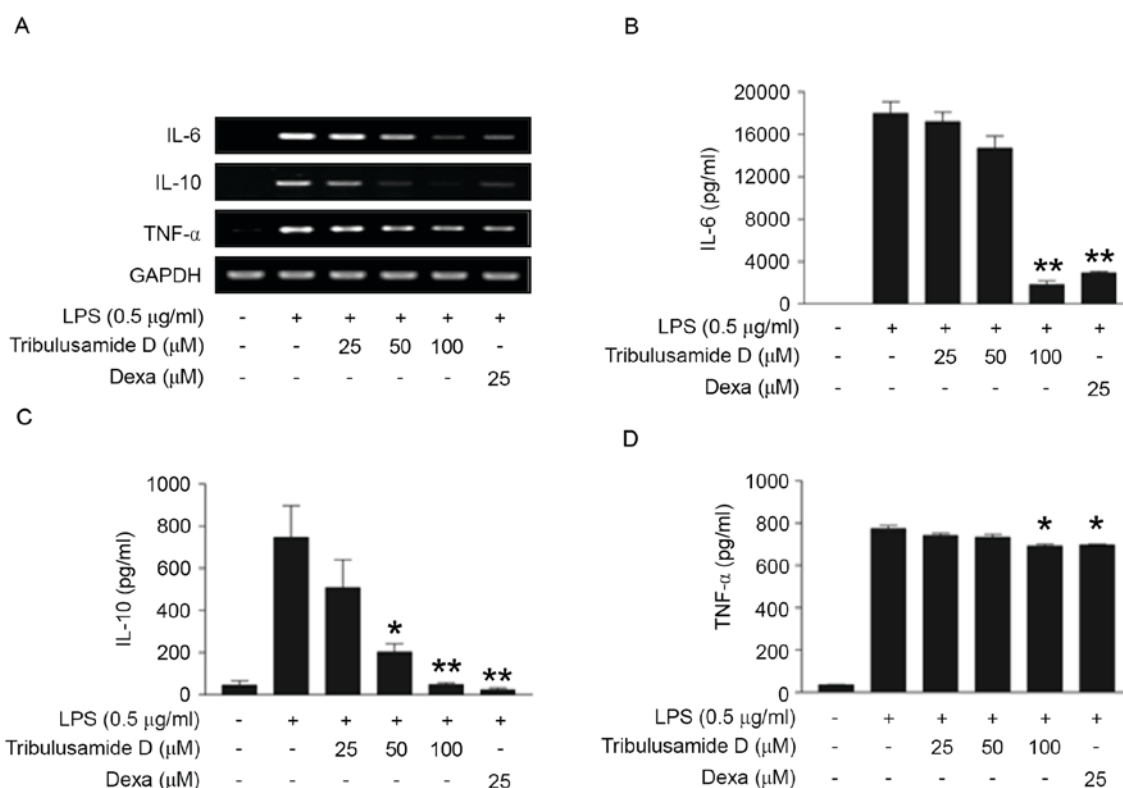 A
IL-6
IL-10
TNF-α
GAPDH
LPS (0.5 μg/ml) - + + + + +
Tribulusamide D (μM) - - 25 50 100 -
Dexa (μM) - - - - - 25
B
IL-6 (pg/ml)
20000
16000
12000
8000
4000
0
** **
LPS (0.5 μg/ml) - + + + + +
Tribulusamide D (μM) - - 25 50 100 -
Dexa (μM) - - - - - 25
C
IL-10 (pg/ml)
1000
800
600
400
200
0
* ** **
LPS (0.5 μg/ml) - + + + + +
Tribulusamide D (μM) - - 25 50 100 -
Dexa (μM) - - - - - 25
D
TNF-α (pg/ml)
1000
800
600
400
200
0
* *
LPS (0.5 μg/ml) - + + + + +
Tribulusamide D (μM) - - 25 50 100 -
Dexa (μM) - - - - - 25